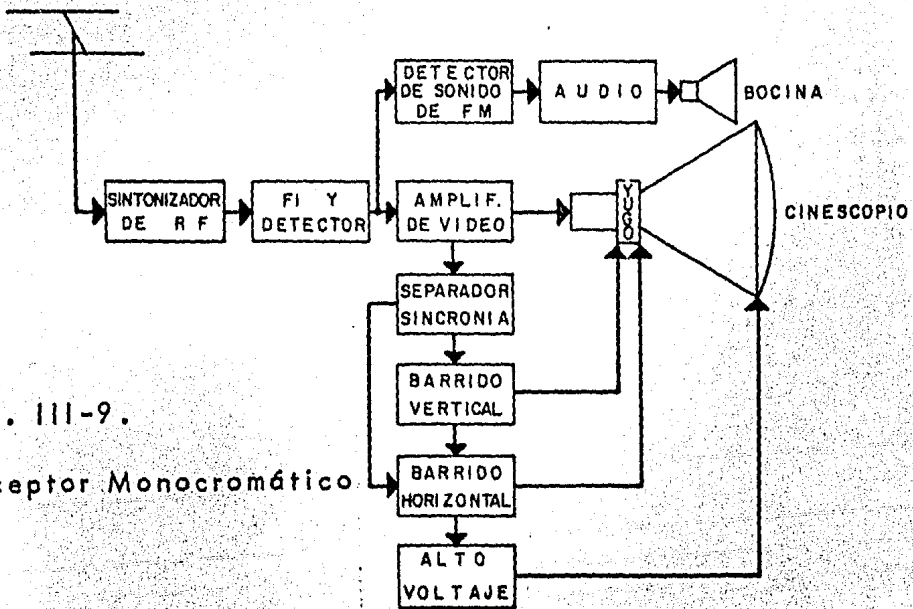 DETECTOR
DE SONIDO
DE FM
AUDIO
BOCINA
SINTONIZADOR
DE RF
FI Y
DETECTOR
AMPLIF.
DE VIDEO
YUGO
CINESCOPIO
SEPARADOR
SINCRONIA
BARRIDO
VERTICAL
. III-9.
ceptor Monocromático
BARRIDO
HORIZONTAL
ALTO
VOLTAJE